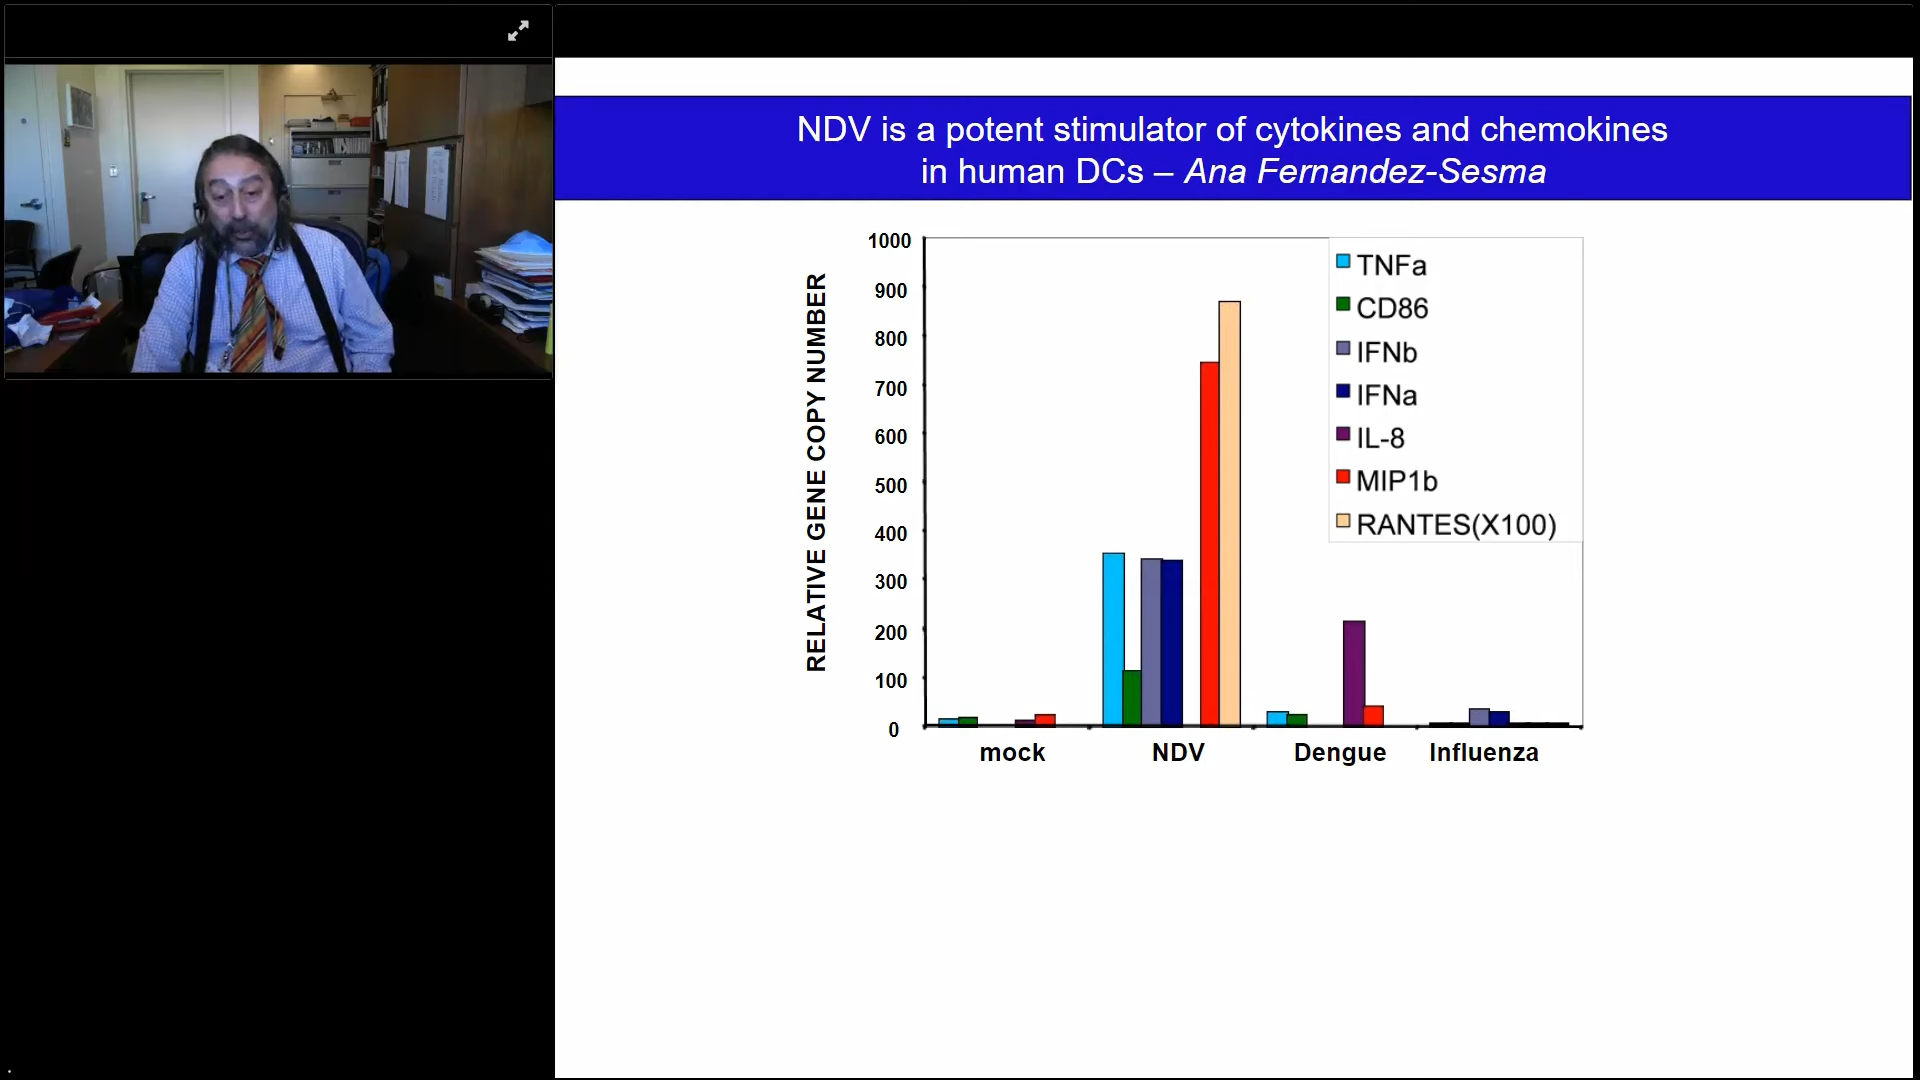 NDV is a potent stimulator of cytokines and chemokines
in human DCs – Ana Fernandez-Sesma
RELATIVE GENE COPY NUMBER
1000
900
800
700
600
500
400
300
200
100
0
TNFa
CD86
IFNb
IFNa
IL-8
MIP1b
RANTES(X100)
mock
NDV
Dengue
Influenza